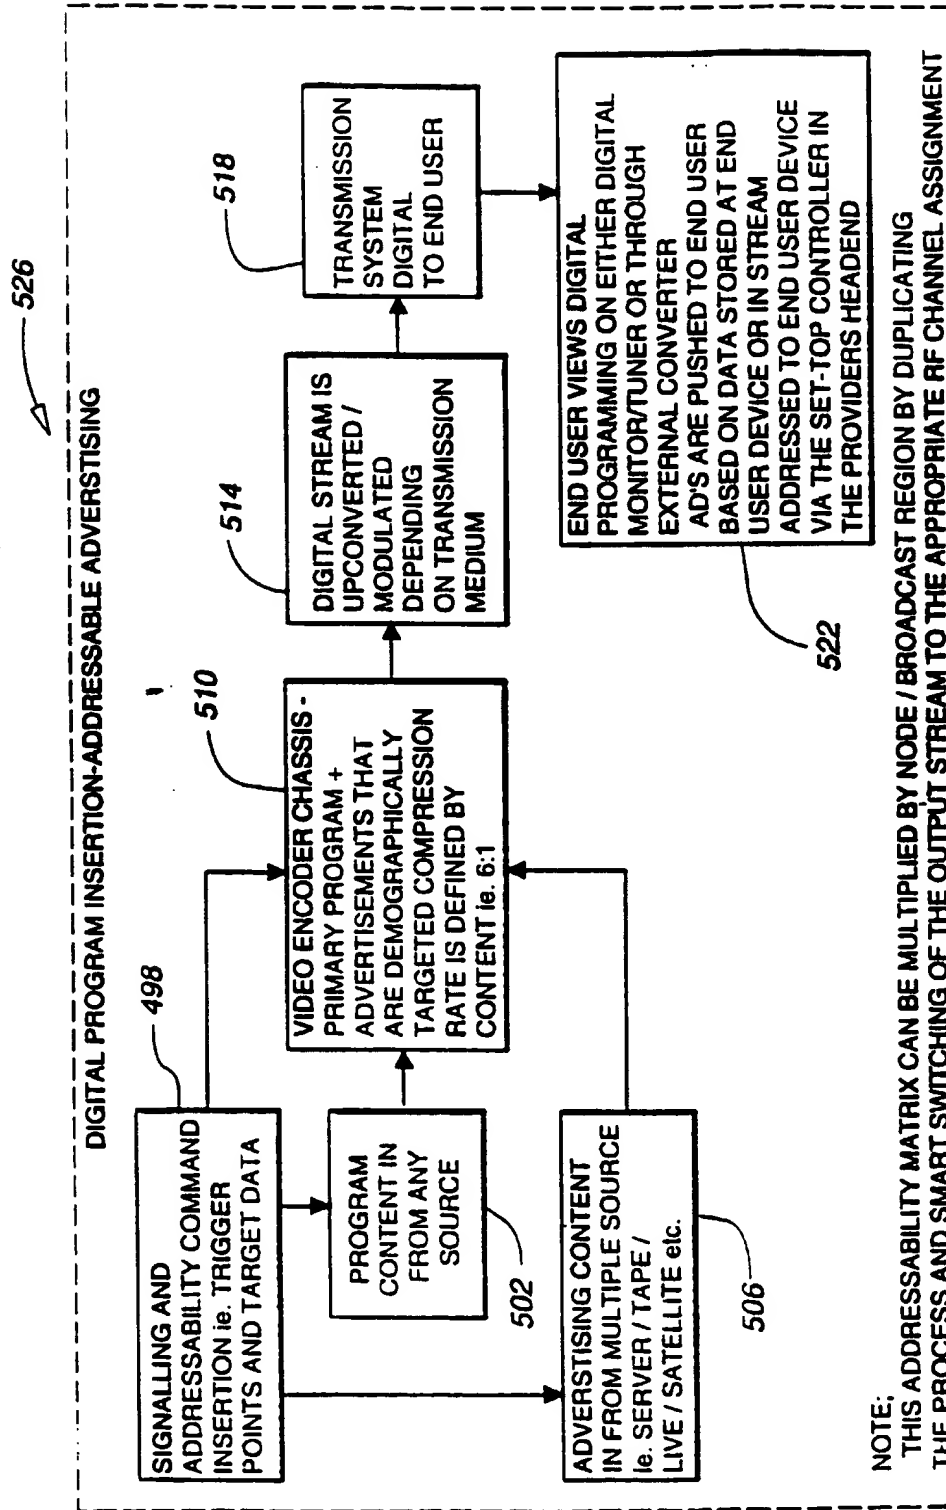 526
DIGITAL PROGRAM INSERTION-ADDRESSABLE ADVERSTISING
498
SIGNALLING AND
ADDRESSABILITY COMMAND
INSERTION ie. TRIGGER
POINTS AND TARGET DATA
PROGRAM
CONTENT IN
FROM ANY
SOURCE
502
ADVERSTISING CONTENT
IN FROM MULTIPLE SOURCE
ie. SERVER / TAPE /
LIVE / SATELLITE etc.
506
510
VIDEO ENCODER CHASSIS -
PRIMARY PROGRAM +
ADVERTISEMENTS THAT
ARE DEMOGRAPHICALLY
TARGETED COMPRESSION
RATE IS DEFINED BY
CONTENT ie. 6:1
514
DIGITAL STREAM IS
UPCONVERTED /
MODULATED
DEPENDING
ON TRANSMISSION
MEDIUM
518
TRANSMISSION
SYSTEM
DIGITAL
TO END USER
END USER VIEWS DIGITAL
PROGRAMMING ON EITHER DIGITAL
MONITOR/TUNER OR THROUGH
EXTERNAL CONVERTER
AD'S ARE PUSHED TO END USER
BASED ON DATA STORED AT END
USER DEVICE OR IN STREAM
ADDRESSED TO END USER DEVICE
VIA THE SET-TOP CONTROLLER IN
THE PROVIDERS HEADEND
522
NOTE;
THIS ADDRESSABILITY MATRIX CAN BE MULTIPLIED BY NODE / BROADCAST REGION BY DUPLICATING
THE PROCESS AND SMART SWITCHING OF THE OUTPUT STREAM TO THE APPROPRIATE RF CHANNEL ASSIGNMENT